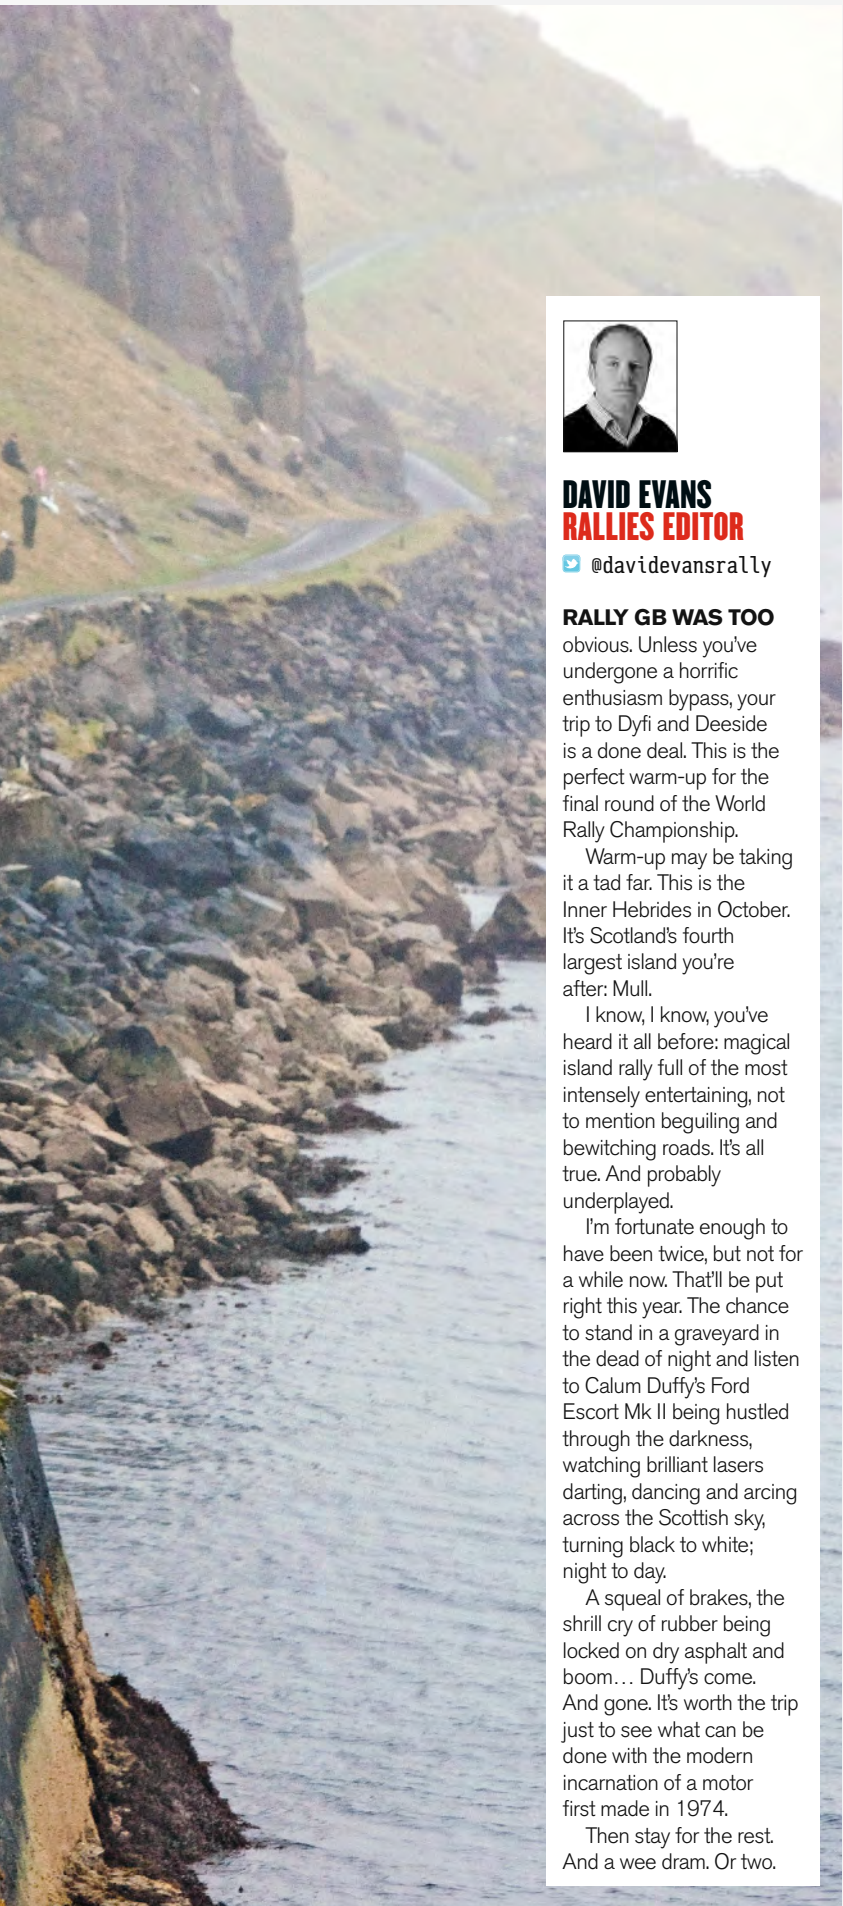 DAVID EVANS
RALLIES EDITOR
@davidevansrally
RALLY GB WAS TOO
obvious. Unless you’ve
undergone a horrific
enthusiasm bypass, your
trip to Dyfi and Deeside
is a done deal. This is the
perfect warm-up for the
final round of the World
Rally Championship.
Warm-up may be taking
it a tad far. This is the
Inner Hebrides in October.
It’s Scotland’s fourth
largest island you’re
after: Mull.
I know, I know, you’ve
heard it all before: magical
island rally full of the most
intensely entertaining, not
to mention beguiling and
bewitching roads. It’s all
true. And probably
underplayed.
I’m fortunate enough to
have been twice, but not for
a while now. That’ll be put
right this year. The chance
to stand in a graveyard in
the dead of night and listen
to Calum Duffy’s Ford
Escort Mk II being hustled
through the darkness,
watching brilliant lasers
darting, dancing and arcing
across the Scottish sky,
turning black to white;
night to day.
A squeal of brakes, the
shrill cry of rubber being
locked on dry asphalt and
boom… Duffy’s come.
And gone. It’s worth the trip
just to see what can be
done with the modern
incarnation of a motor
first made in 1974.
Then stay for the rest.
And a wee dram. Or two.